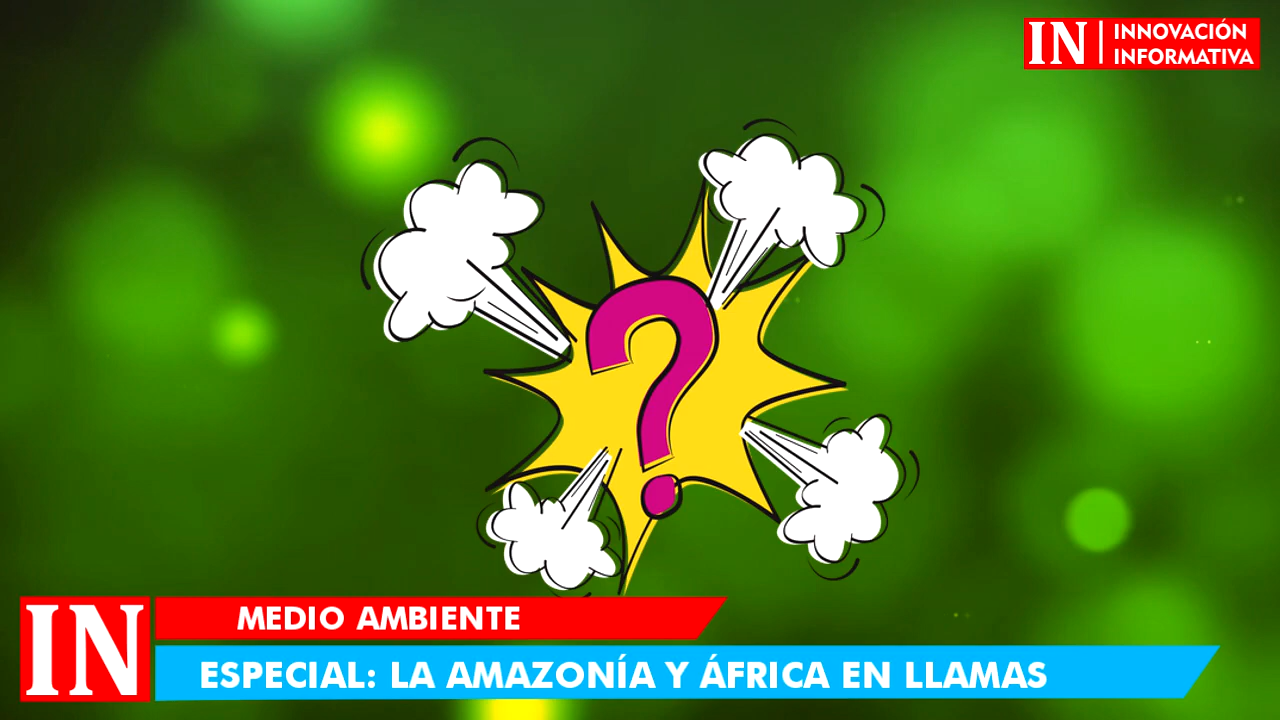 IN
INNOVACIÓN
INFORMATIVA
?
IN
MEDIO AMBIENTE
ESPECIAL: LA AMAZONÍA Y ÁFRICA EN LLAMAS